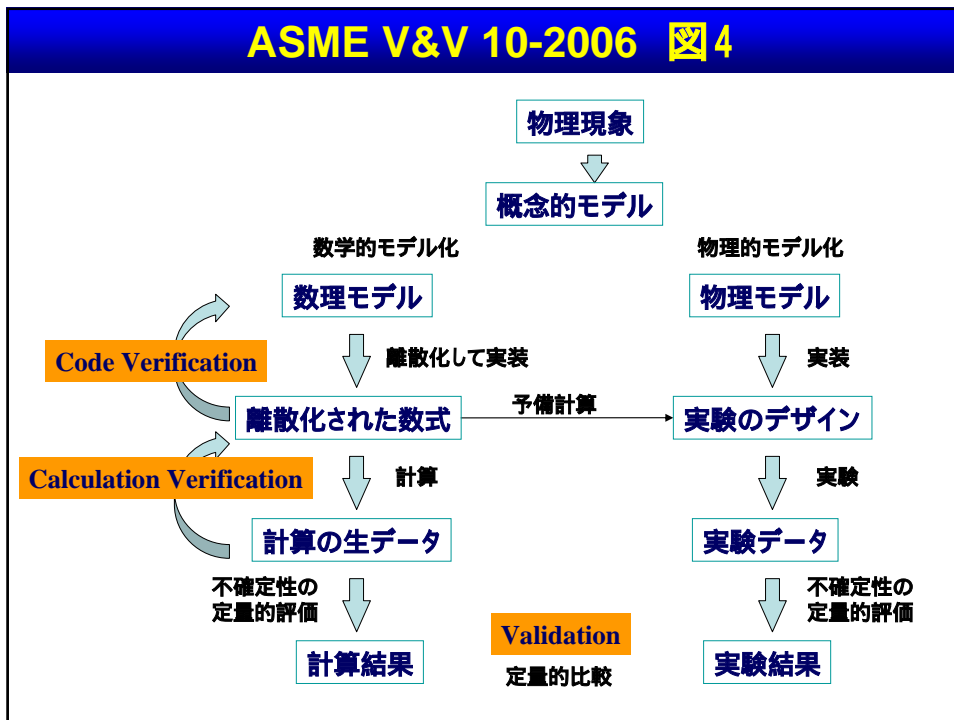 ASME V&V 10-2006 図4
物理現象
概念的モデル
数学的モデル化
物理的モデル化
数理モデル
物理モデル
Code Verification
離散化して実装
実装
離散化された数式
予備計算
実験のデザイン
Calculation Verification
計算
実験
計算の生データ
実験データ
不確定性の
定量的評価
不確定性の
定量的評価
Validation
計算結果
定量的比較
実験結果